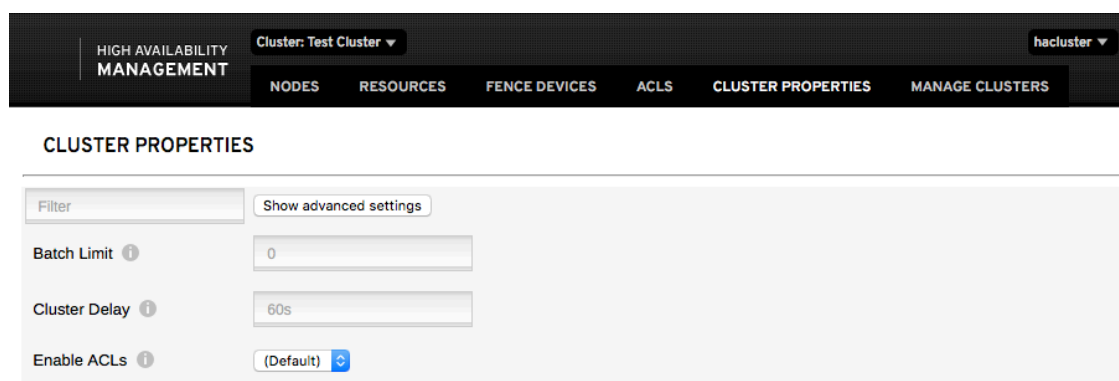 HIGH AVAILABILITY
MANAGEMENT
Cluster: Test Cluster
hacluster
NODES RESOURCES FENCE DEVICES ACLS CLUSTER PROPERTIES MANAGE CLUSTERS
CLUSTER PROPERTIES
Filter Show advanced settings
Batch Limit 0
Cluster Delay 60s
Enable ACLs (Default)